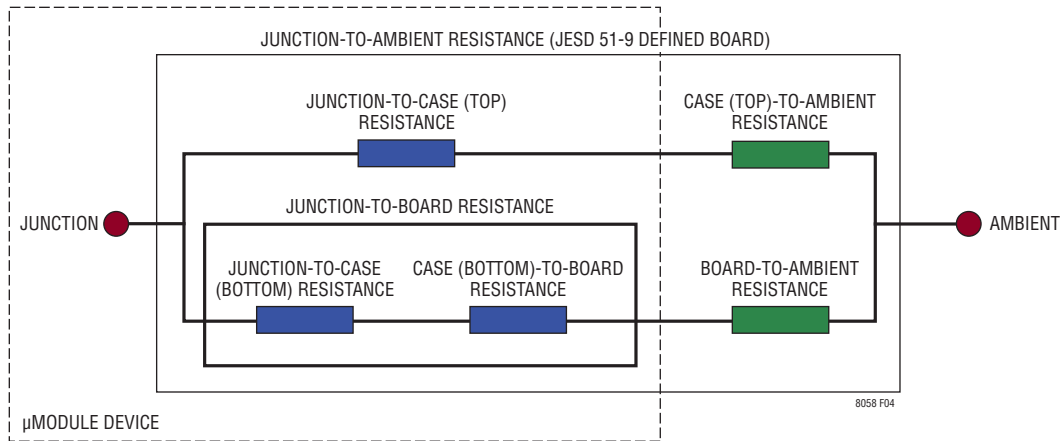 JUNCTION-TO-AMBIENT RESISTANCE (JESD 51-9 DEFINED BOARD)
JUNCTION-TO-CASE (TOP)
RESISTANCE
CASE (TOP)-TO-AMBIENT
RESISTANCE
JUNCTION-TO-BOARD RESISTANCE
JUNCTION
AMBIENT
JUNCTION-TO-CASE
(BOTTOM) RESISTANCE
CASE (BOTTOM)-TO-BOARD
RESISTANCE
BOARD-TO-AMBIENT
RESISTANCE
8058 F04
µMODULE DEVICE